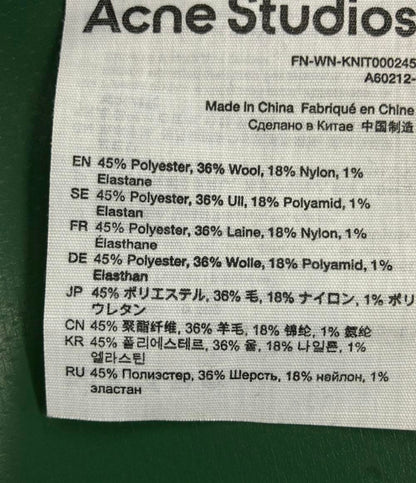 Acne Studios
FN-WN-KNIT000245
A60212-
Made in China Fabriqué en Chine
Сделано в Китае 中国制造
EN 45% Polyester, 36% Wool, 18% Nylon, 1%
Elastane
SE 45% Polyester, 36% Ull, 18% Polyamid, 1%
Elastan
FR 45% Polyester, 36% Laine, 18% Nylon, 1%
Élasthane
DE 45% Polyester, 36% Wolle, 18% Polyamid, 1%
Elasthan
JP 45% ポリエステル, 36% 毛, 18% ナイロン, 1% ポリ
ウレタン
CN 45% 聚酯纤维, 36% 羊毛, 18% 锦纶, 1% 氨纶
KR 45% 폴리에스테르, 36% 울, 18% 나일론, 1%
엘라스틴
RU 45% Полиэстер, 36% Шерсть, 18% нейлон, 1%
эластан